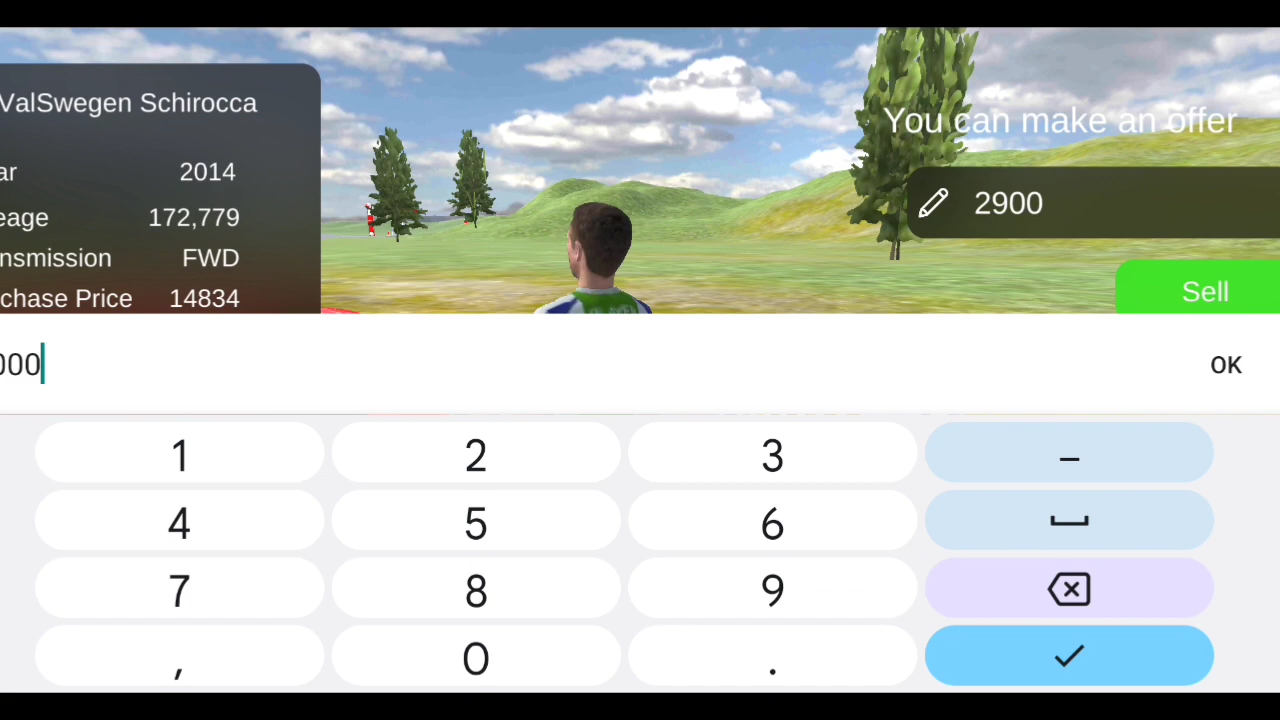 ValSwegen Schirocca
You can make an offer
ar 2014
2900
eage 172,779
nsmission FWD
chase Price 14834
Sell
000
OK
1 2 3 –
4 5 6
7 8 9
, 0 .